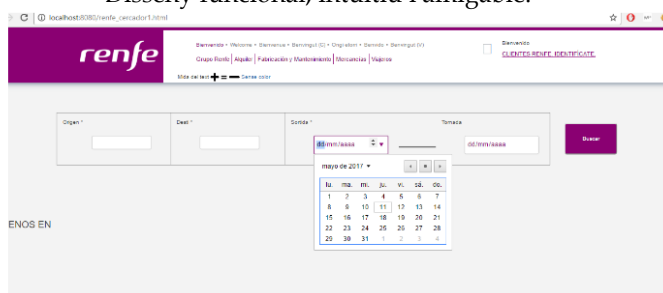 Disseny funcional, intuïtiu i amigable.
localhost:8080/renfe_cercador1.html
renfe
Bienvenido • Welcome • Bienvenue • Benvingut (C) • Ongi etorri • Benvido • Benvingut (V)
Grupo Renfe | Alquiler | Fabricación y Mantenimiento | Mercancías | Viajeros
Mida del text + = — Sense color
Bienvenido
CLIENTES RENFE. IDENTIFÍCATE.
Origen * Destí * Sortida * Tornada
dd/mm/aaaa dd/mm/aaaa Buscar
mayo de 2017
lu. ma. mi. ju. vi. sá. do.
1 2 3 4 5 6 7
8 9 10 11 12 13 14
15 16 17 18 19 20 21
22 23 24 25 26 27 28
29 30 31 1 2 3 4
ENOS EN